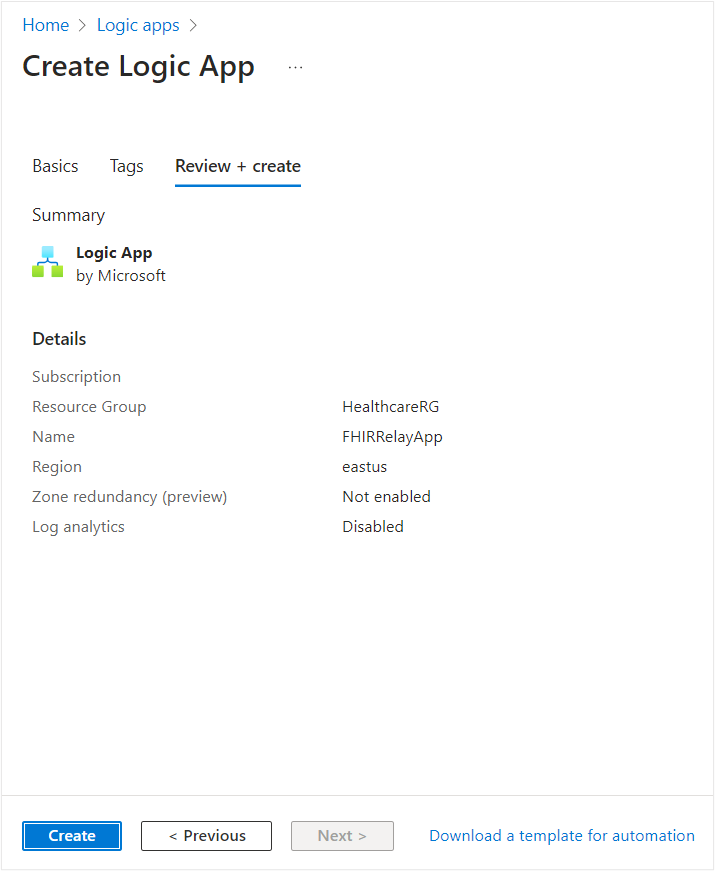 Home > Logic apps >
Create Logic App ...
Basics Tags Review + create
Summary
Logic App
by Microsoft
Details
Subscription
Resource Group HealthcareRG
Name FHIRRelayApp
Region eastus
Zone redundancy (preview) Not enabled
Log analytics Disabled
Create < Previous Next > Download a template for automation